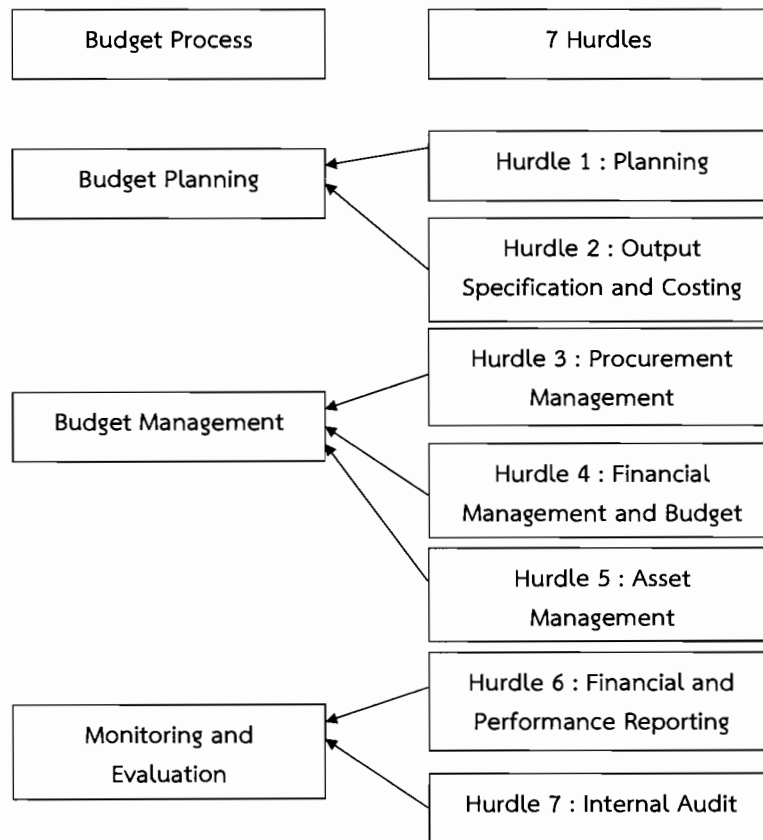 Budget Process
7 Hurdles
Budget Planning
Hurdle 1 : Planning
Hurdle 2 : Output
Specification and Costing
Budget Management
Hurdle 3 : Procurement
Management
Hurdle 4 : Financial
Management and Budget
Hurdle 5 : Asset
Management
Monitoring and
Evaluation
Hurdle 6 : Financial and
Performance Reporting
Hurdle 7 : Internal Audit